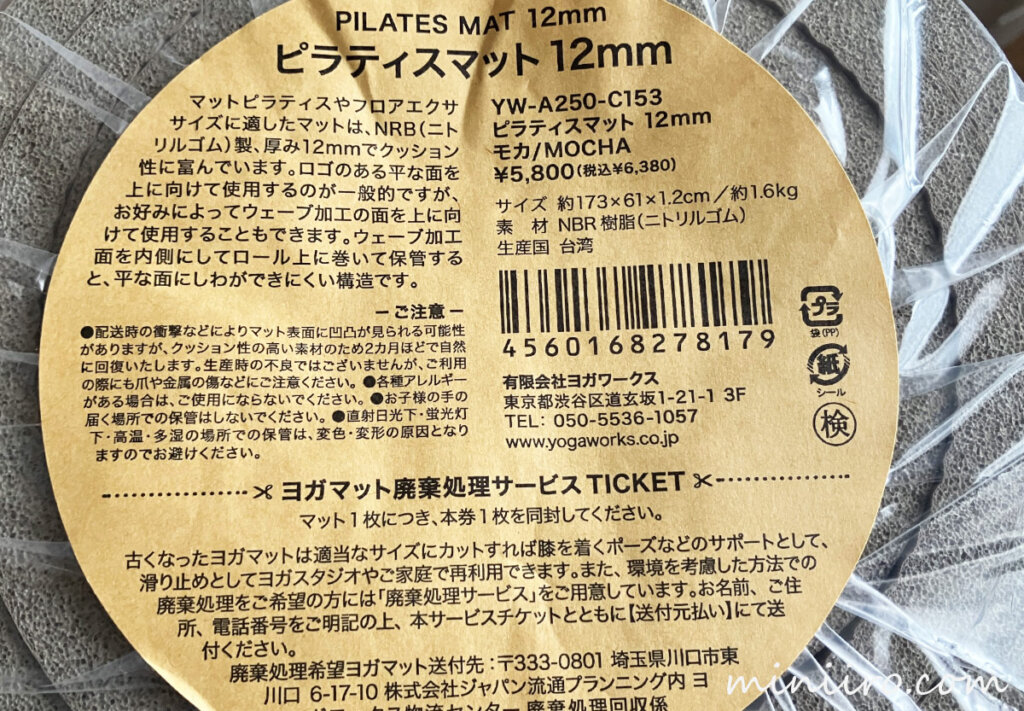 PILATES MAT 12mm
ピラティスマット 12mm
マットピラティスやフロアエクサ
サイズに適したマットは、NRB(ニト
リルゴム)製、厚み12mmでクッション
性に富んでいます。ロゴのある平な面を
上に向けて使用するのが一般的ですが、
お好みによってウェーブ加工の面を上に向
けて使用することもできます。ウェーブ加工
面を内側にしてロール上に巻いて保管する
と、平な面にしわができにくい構造です。
YW-A250-C153
ピラティスマット 12mm
モカ/MOCHA
¥5,800(税込¥6,380)
サイズ 約173×61×1.2cm/約1.6kg
素 材 NBR樹脂(ニトリルゴム)
生産国 台湾
4560168278179
プラ
袋(PP)
紙
シール
検
有限会社ヨガワークス
東京都渋谷区道玄坂1-21-1 3F
TEL: 050-5536-1057
www.yogaworks.co.jp
ーご注意ー
●配送時の衝撃などによりマット表面に凹凸が見られる可能性
がありますが、クッション性の高い素材のため2カ月ほどで自然
に回復いたします。生産時の不良ではございませんが、ご利用
の際にも爪や金属の傷などにご注意ください。●各種アレルギー
がある場合は、ご使用にならないでください。●お子様の手の
届く場所での保管はしないでください。●直射日光下・蛍光灯
下・高温・多湿の場所での保管は、変色・変形の原因となり
ますのでお避けください。
ヨガマット廃棄処理サービス TICKET
マット1枚につき、本券1枚を同封してください。
古くなったヨガマットは適当なサイズにカットすれば膝を着くポーズなどのサポートとして、
滑り止めとしてヨガスタジオやご家庭で再利用できます。また、環境を考慮した方法での
廃棄処理をご希望の方には「廃棄処理サービス」をご用意しています。お名前、ご住
所、電話番号をご明記の上、本サービスチケットとともに【送付元払い】にて送
付ください。
廃棄処理希望ヨガマット送付先:〒333-0801 埼玉県川口市東
川口 6-17-10 株式会社ジャパン流通プランニング内 ヨ
ガワークス物流センター 廃棄処理回収係
miniiro.com